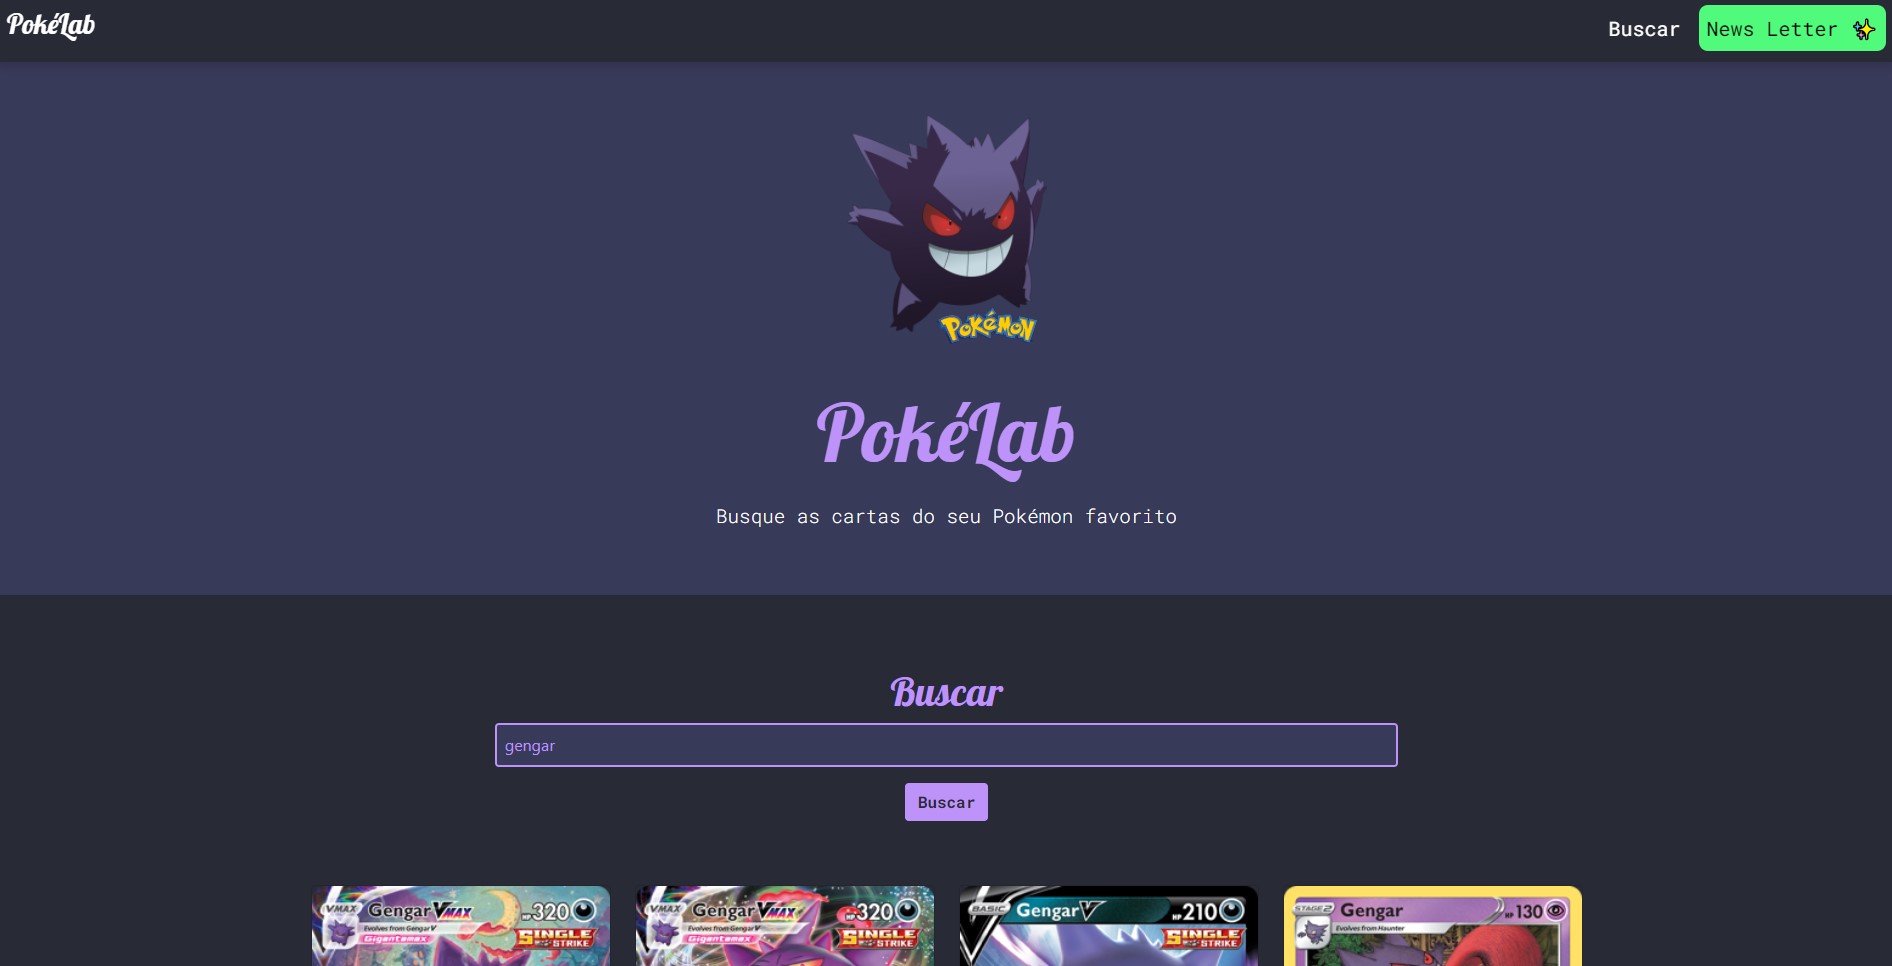 PokéLab
Buscar
News Letter ✨
POKéMON
PokéLab
Busque as cartas do seu Pokémon favorito
Buscar
gengar
Buscar
VMAX Gengar VMAX HP 320
Evolves from Gengar V
Gigantamax
SINGLE STRIKE
VMAX Gengar VMAX HP 320
Evolves from Gengar V
Gigantamax
SINGLE STRIKE
BASIC Gengar V HP 210
SINGLE STRIKE
STAGE 2 Gengar HP 130
Evolves from Haunter